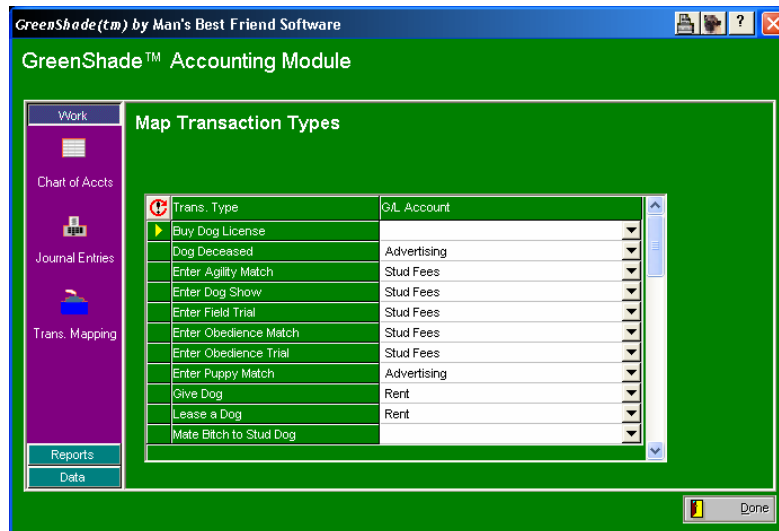 GreenShade(tm) by Man's Best Friend Software ?
GreenShade™ Accounting Module
Work
Map Transaction Types
Chart of Accts
Journal Entries
Trans. Mapping
Trans. Type G/L Account
Buy Dog License
Dog Deceased Advertising
Enter Agility Match Stud Fees
Enter Dog Show Stud Fees
Enter Field Trial Stud Fees
Enter Obedience Match Stud Fees
Enter Obedience Trial Stud Fees
Enter Puppy Match Advertising
Give Dog Rent
Lease a Dog Rent
Mate Bitch to Stud Dog
Reports
Data
Done